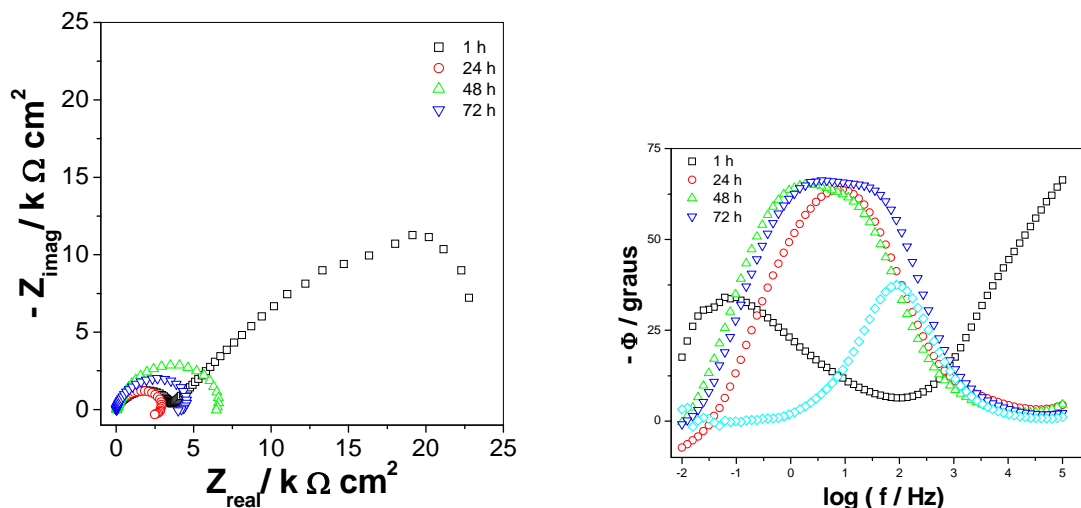 25
20
15
10
5
0
0
5
10
15
20
25
- Z_imag / k Ω cm²
Z_real / k Ω cm²
1 h
24 h
48 h
72 h
75
50
25
0
-2
-1
0
1
2
3
4
5
- Φ / graus
log ( f / Hz)
1 h
24 h
48 h
72 h